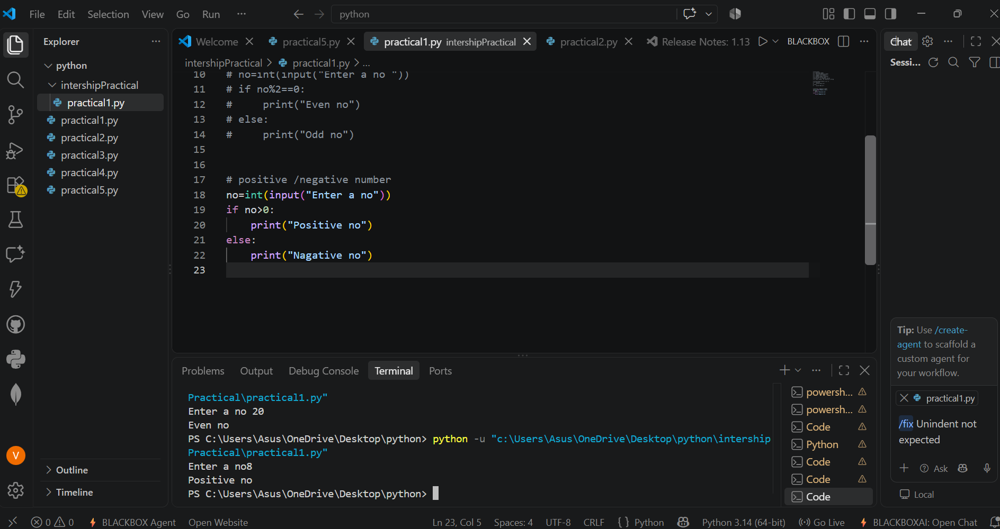 File Edit Selection View Go Run ···
python
Explorer
python
intershipPractical
practical1.py
practical1.py
practical2.py
practical3.py
practical4.py
practical5.py
Outline
Timeline
V
Welcome practical5.py practical1.py intershipPractical practical2.py Release Notes: 1.13 BLACKBOX
intershipPractical > practical1.py > ...
10 # no=int(input("Enter a no "))
11 # if no%2==0:
12 #     print("Even no")
13 # else:
14 #     print("Odd no")
15
16
17 # positive /negative number
18 no=int(input("Enter a no"))
19 if no>0:
20     print("Positive no")
21 else:
22     print("Nagative no")
23
Problems Output Debug Console Terminal Ports
Practical\practical1.py"
Enter a no 20
Even no
PS C:\Users\Asus\OneDrive\Desktop\python> python -u "c:\Users\Asus\OneDrive\Desktop\python\intership
Practical\practical1.py"
Enter a no8
Positive no
PS C:\Users\Asus\OneDrive\Desktop\python>
powersh...
powersh...
Code
Python
Code
Code
Code
Chat
Sessi...
Tip: Use /create-
agent to scaffold a
custom agent for
your workflow.
practical1.py
/fix Unindent not
expected
Ask
Local
0 0 BLACKBOX Agent Open Website Ln 23, Col 5 Spaces: 4 UTF-8 CRLF {} Python Python 3.14 (64-bit) Go Live BLACKBOXAI: Open Chat